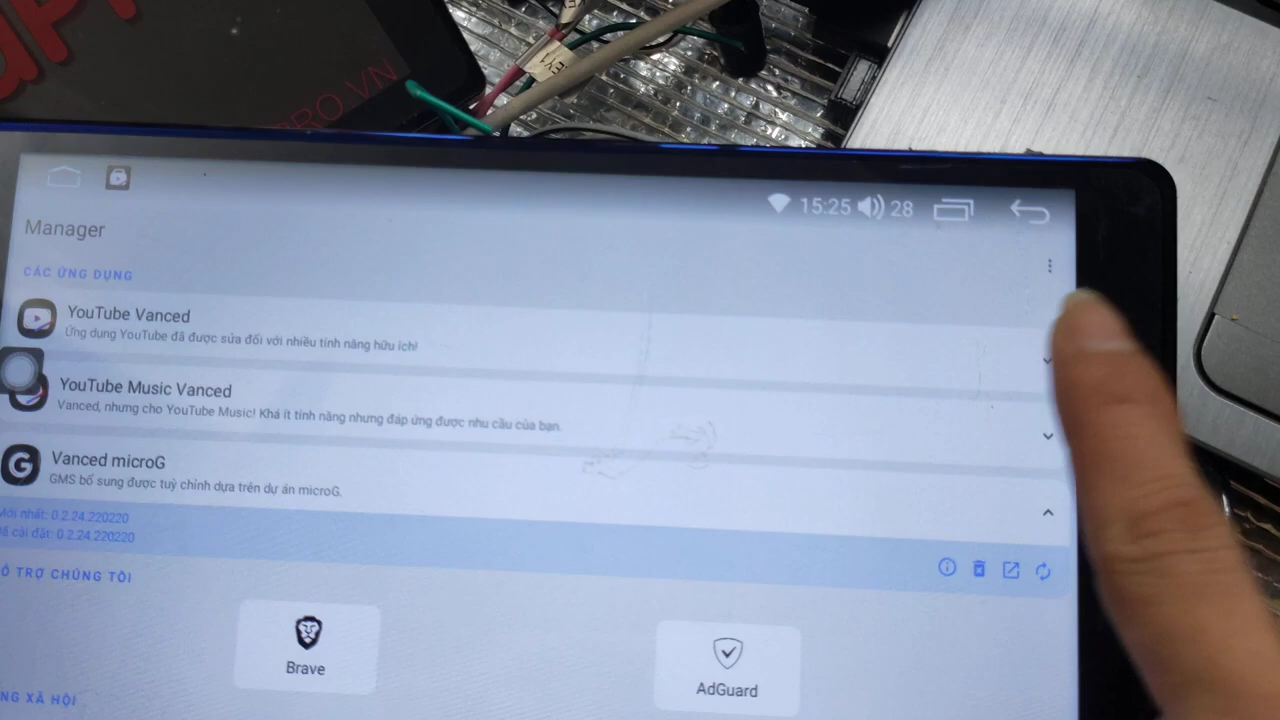 KEY1
PRO.VN
15:25 28
Manager
CÁC ỨNG DỤNG
YouTube Vanced
Ứng dụng YouTube đã được sửa đổi với nhiều tính năng hữu ích!
YouTube Music Vanced
Vanced, nhưng cho YouTube Music! Khá ít tính năng nhưng đáp ứng được nhu cầu của bạn.
Vanced microG
GMS bổ sung được tuỳ chỉnh dựa trên dự án microG.
Mới nhất: 0.2.24.220220
Đã cài đặt: 0.2.24.220220
Ỗ TRỢ CHÚNG TÔI
Brave
AdGuard
NG XÃ HỘI